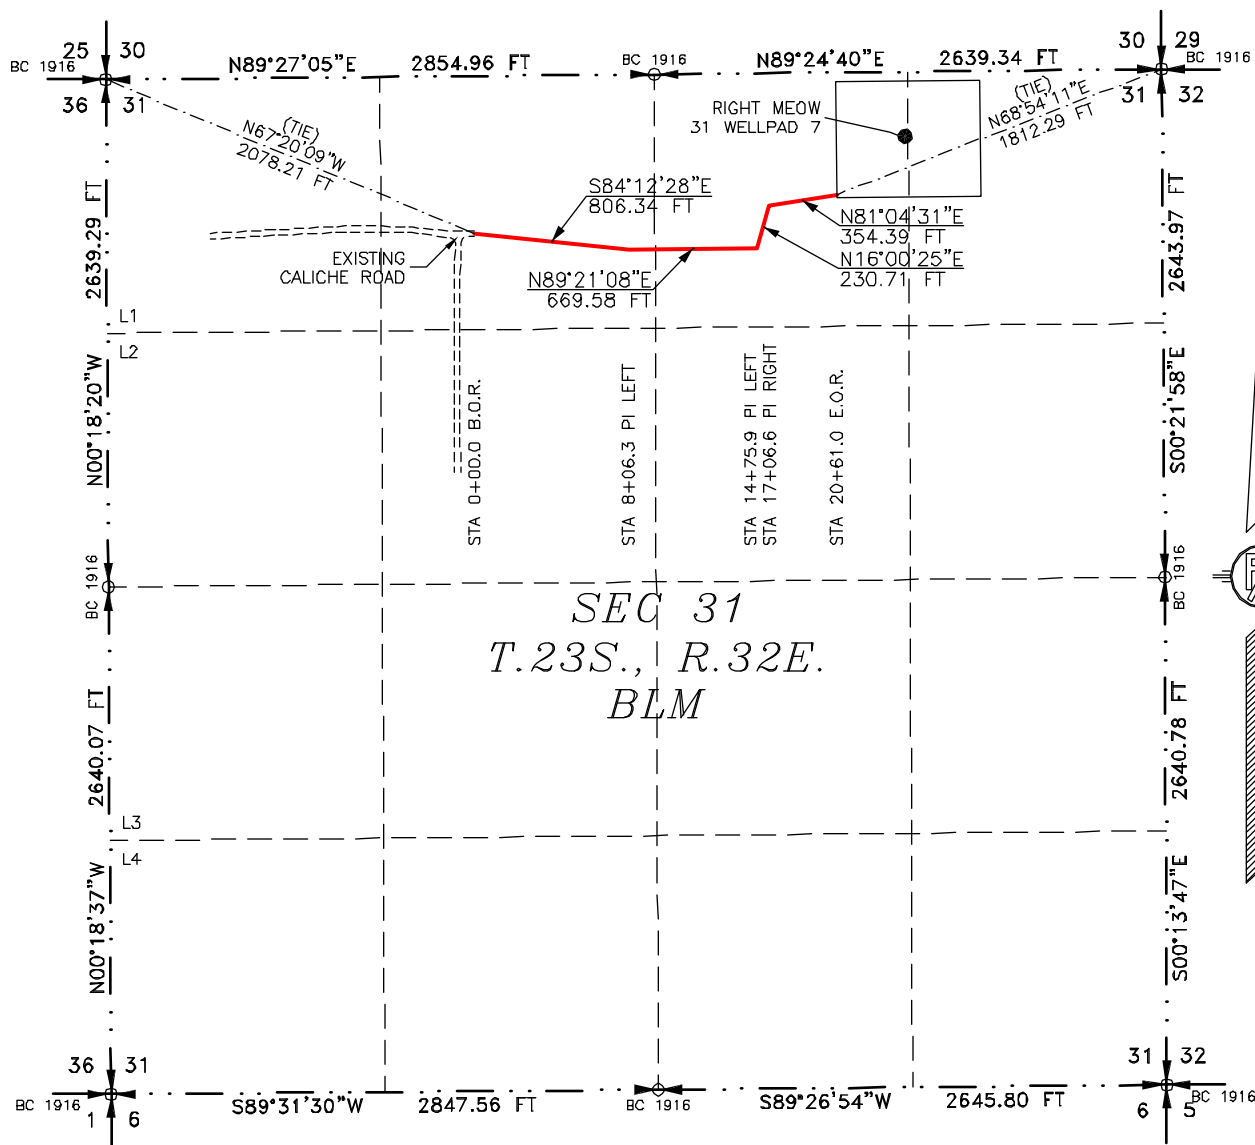 25 30
30 29
BC 1916
N89°27'05"E 2854.96 FT
BC 1916
N89°24'40"E 2639.34 FT
BC 1916
36 31
31 32
(TIE)
N67°20'09"W
2078.21 FT
RIGHT MEOW
31 WELLPAD 7
(TIE)
N68°54'11"E
1812.29 FT
S84°12'28"E
806.34 FT
N81°04'31"E
354.39 FT
N16°00'25"E
230.71 FT
N89°21'08"E
669.58 FT
EXISTING
CALICHE ROAD
2639.29 FT
N00°18'20"W
2643.97 FT
S00°21'58"E
L1
L2
STA 0+00.0 B.O.R.
STA 8+06.3 PI LEFT
STA 14+75.9 PI LEFT
STA 17+06.6 PI RIGHT
STA 20+61.0 E.O.R.
BC 1916
BC 1916
SEC 31
T.23S., R.32E.
BLM
2640.07 FT
N00°18'37"W
2640.78 FT
S00°13'47"E
L3
L4
36 31
31 32
BC 1916
S89°31'30"W 2847.56 FT
BC 1916
S89°26'54"W 2645.80 FT
BC 1916
1 6
6 5